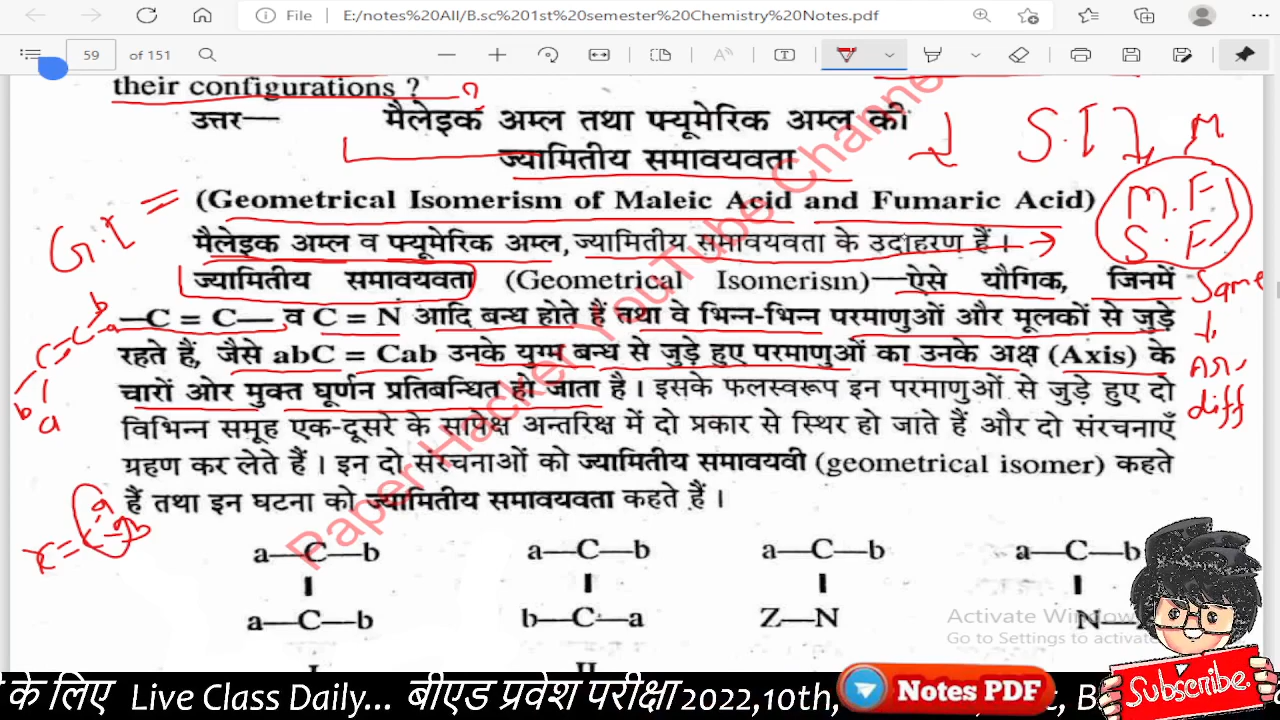 File E:/notes%20All/B.sc%201st%20semester%20Chemistry%20Notes.pdf
59 of 151
their configurations ?
उत्तर— मैलेइक अम्ल तथा फ्यूमेरिक अम्ल की
ज्यामितीय समावयवता
(Geometrical Isomerism of Maleic Acid and Fumaric Acid)
मैलेइक अम्ल व फ्यूमेरिक अम्ल, ज्यामितीय समावयवता के उदाहरण हैं ।
ज्यामितीय समावयवता (Geometrical Isomerism)—ऐसे यौगिक, जिनमें
—C = C— व C = N आदि बन्ध होते हैं तथा वे भिन्न-भिन्न परमाणुओं और मूलकों से जुड़े
रहते हैं, जैसे abC = Cab उनके युग्म बन्ध से जुड़े हुए परमाणुओं का उनके अक्ष (Axis) के
चारों ओर मुक्त घूर्णन प्रतिबन्धित हो जाता है । इसके फलस्वरूप इन परमाणुओं से जुड़े हुए दो
विभिन्न समूह एक-दूसरे के सापेक्ष अन्तरिक्ष में दो प्रकार से स्थिर हो जाते हैं और दो संरचनाएँ
ग्रहण कर लेते हैं । इन दो संरचनाओं को ज्यामितीय समावयवी (geometrical isomer) कहते
हैं तथा इन घटना को ज्यामितीय समावयवता कहते हैं ।
a—C—b a—C—b a—C—b a—C—b
a—C—b b—C—a Z—N N—
I II
Paper Hacker YouTube Channe
G.I =
S.I
M
M.F
S.F
Same
diff
Activate Window
Go to Settings to activate
के लिए Live Class Daily... बीएड प्रवेश परीक्षा 2022,10th,
Notes PDF
Subscribe.